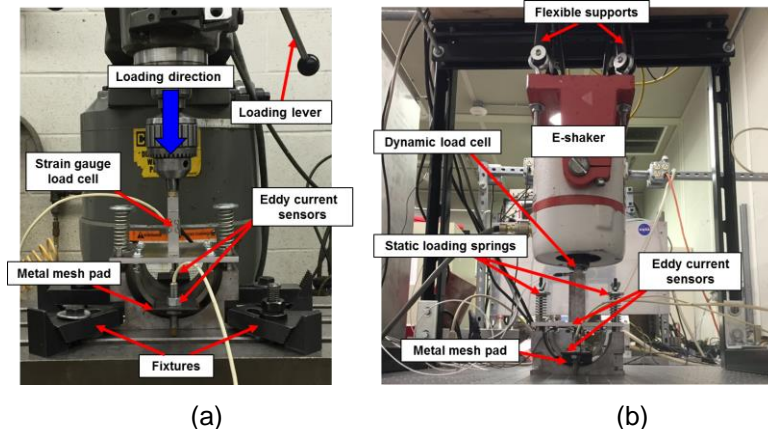 Loading direction
Loading lever
Strain gauge
load cell
Eddy current
sensors
Metal mesh pad
Fixtures
Flexible supports
E-shaker
Dynamic load cell
Static loading springs
Eddy current
sensors
Metal mesh pad
(a)
(b)